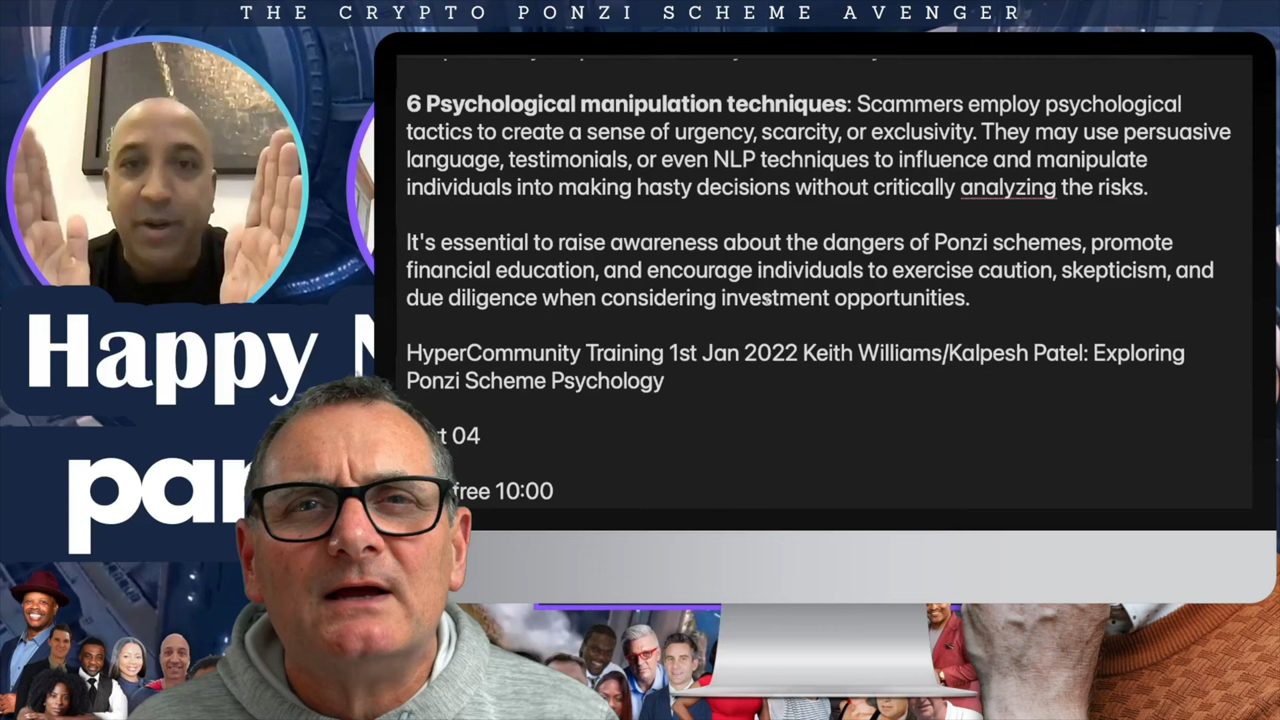 THE CRYPTO PONZI SCHEME AVENGER
6 Psychological manipulation techniques: Scammers employ psychological
tactics to create a sense of urgency, scarcity, or exclusivity. They may use persuasive
language, testimonials, or even NLP techniques to influence and manipulate
individuals into making hasty decisions without critically analyzing the risks.
It's essential to raise awareness about the dangers of Ponzi schemes, promote
financial education, and encourage individuals to exercise caution, skepticism, and
due diligence when considering investment opportunities.
HyperCommunity Training 1st Jan 2022 Keith Williams/Kalpesh Patel: Exploring
Ponzi Scheme Psychology
04
free 10:00
Happy